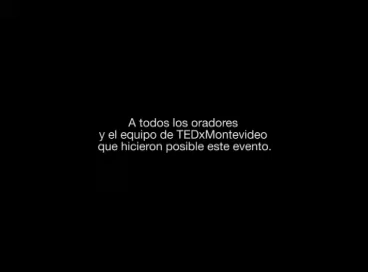 A todos los oradores
y el equipo de TEDxMontevideo
que hicieron posible este evento.